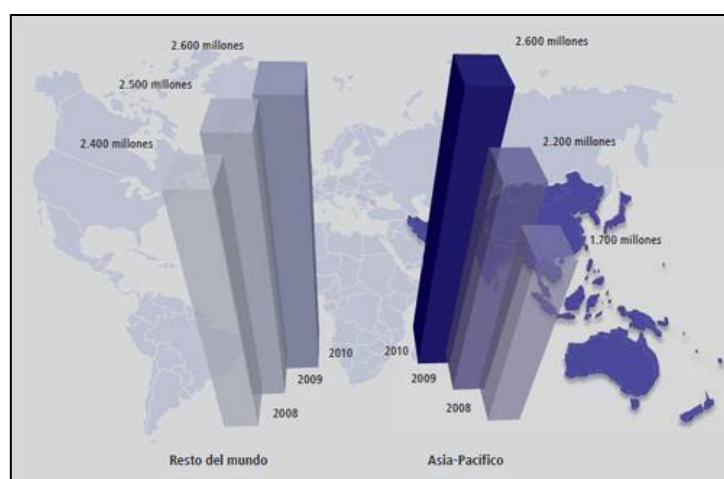 2.600 millones
2.500 millones
2.400 millones
2.600 millones
2.200 millones
1.700 millones
2010
2009
2008
2010
2009
2008
Resto del mundo
Asia-Pacífico